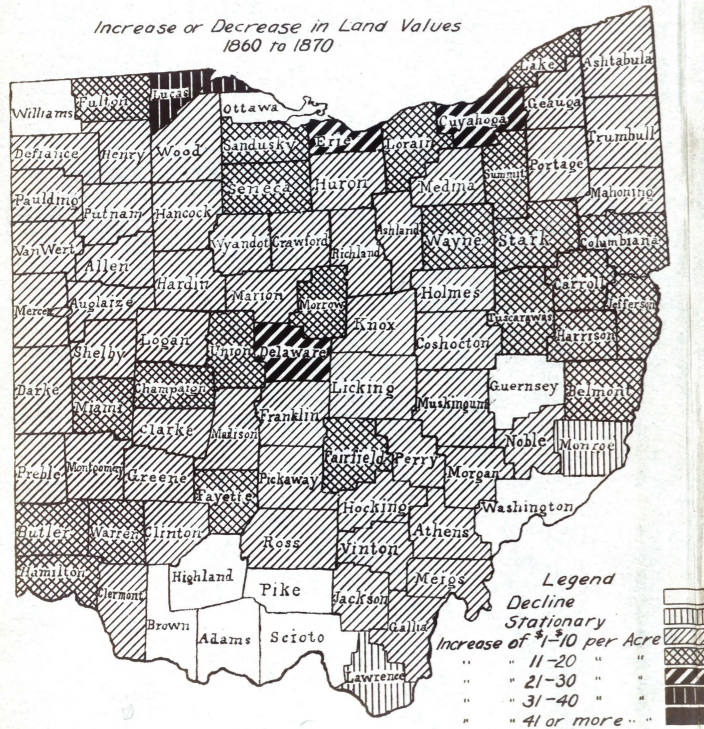 Increase or Decrease in Land Values
1860 to 1870
Williams
Fulton
Lucas
Ottawa
Lake
Ashtabula
Geauga
Cuyahoga
Defiance
Henry
Wood
Sandusky
Erie
Lorain
Trumbull
Seneca
Huron
Medina
Summit
Portage
Mahoning
Paulding
Putnam
Hancock
Van Wert
Allen
Wyandot
Crawford
Richland
Ashland
Wayne
Stark
Columbiana
Hardin
Marion
Morrow
Holmes
Carroll
Jefferson
Mercer
Auglaize
Knox
Tuscarawas
Harrison
Logan
Union
Delaware
Coshocton
Shelby
Darke
Champaign
Licking
Guernsey
Belmont
Miami
Muskingum
Clarke
Madison
Franklin
Noble
Monroe
Preble
Montgomery
Greene
Pickaway
Fairfield
Perry
Morgan
Fayette
Hocking
Washington
Butler
Warren
Clinton
Ross
Vinton
Athens
Hamilton
Clermont
Highland
Pike
Meigs
Jackson
Brown
Adams
Scioto
Gallia
Lawrence
Legend
Decline
Stationary
Increase of $1-$10 per Acre
" " 11-20 " "
" " 21-30 " "
" " 31-40 " "
" " 41 or more " "